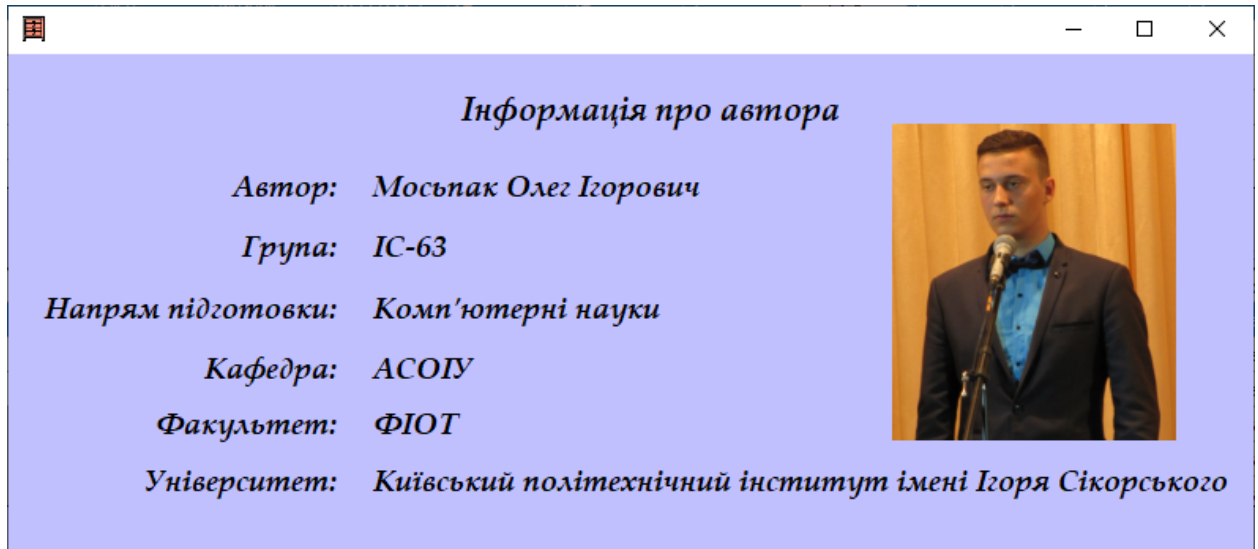 Інформація про автора
Автор: Мосьпак Олег Ігорович
Група: ІС-63
Напрям підготовки: Комп'ютерні науки
Кафедра: АСОІУ
Факультет: ФІОТ
Університет: Київський політехнічний інститут імені Ігоря Сікорського